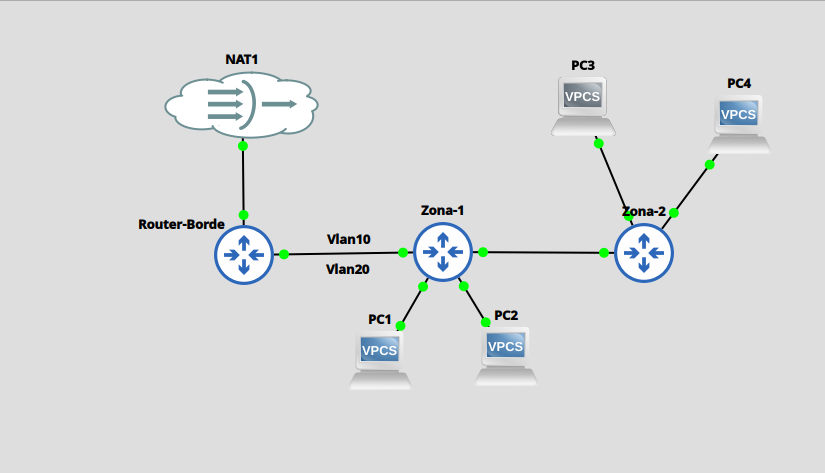 NAT1
PC3
PC4
VPCS
VPCS
Router-Borde
Zona-1
Zona-2
Vlan10
Vlan20
PC1
PC2
VPCS
VPCS